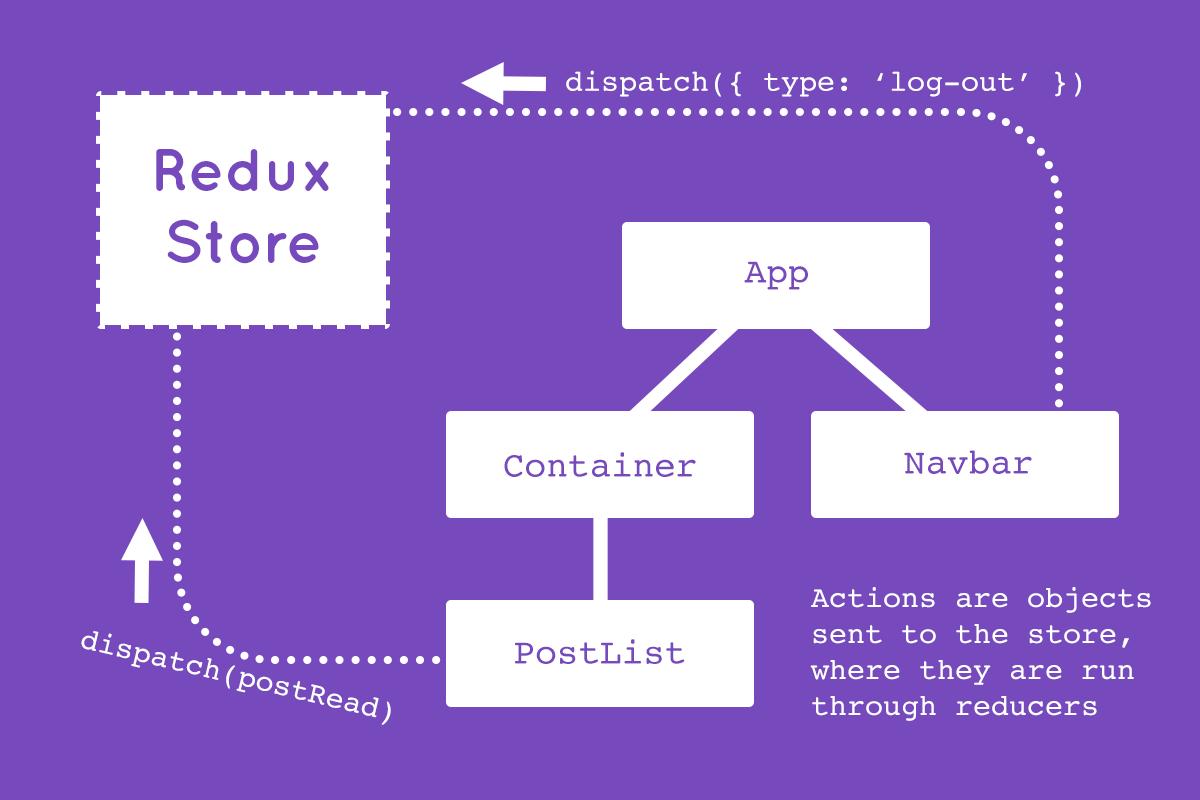 dispatch({ type: ‘log-out’ })
Redux
Store
App
Container
Navbar
PostList
dispatch(postRead)
Actions are objects
sent to the store,
where they are run
through reducers